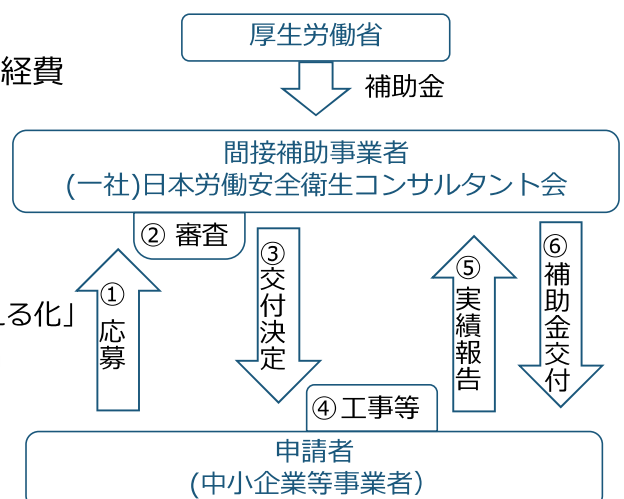 厚生労働省
経費
補助金
間接補助事業者
(一社)日本労働安全衛生コンサルタント会
② 審査
① 応募
③ 交付決定
⑤ 実績報告
⑥ 補助金交付
る化」
④ 工事等
申請者
(中小企業等事業者)